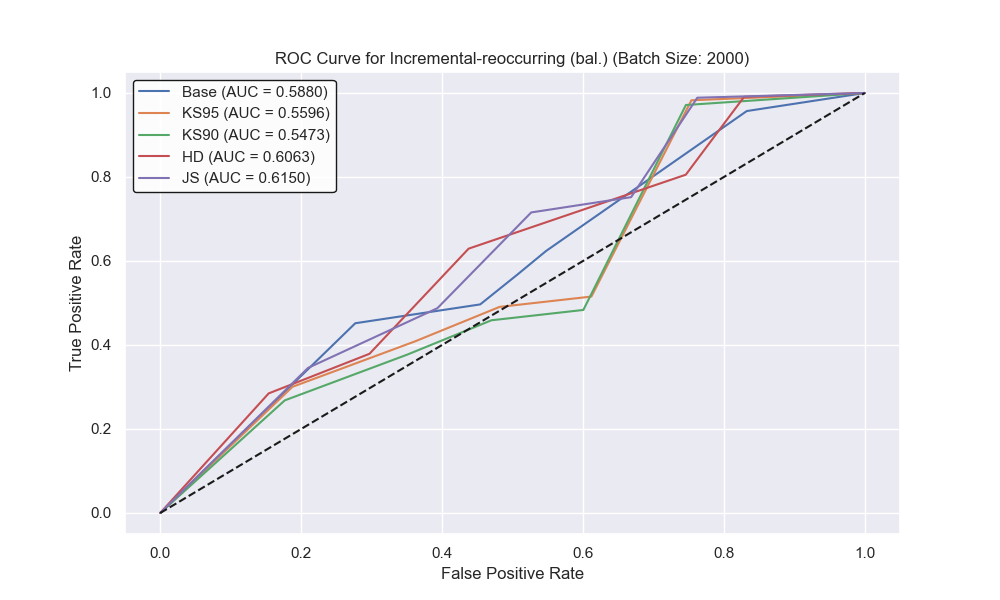 ROC Curve for Incremental-reoccurring (bal.) (Batch Size: 2000)
Base (AUC = 0.5880)
KS95 (AUC = 0.5596)
KS90 (AUC = 0.5473)
HD (AUC = 0.6063)
JS (AUC = 0.6150)
True Positive Rate
1.0
0.8
0.6
0.4
0.2
0.0
0.0 0.2 0.4 0.6 0.8 1.0
False Positive Rate